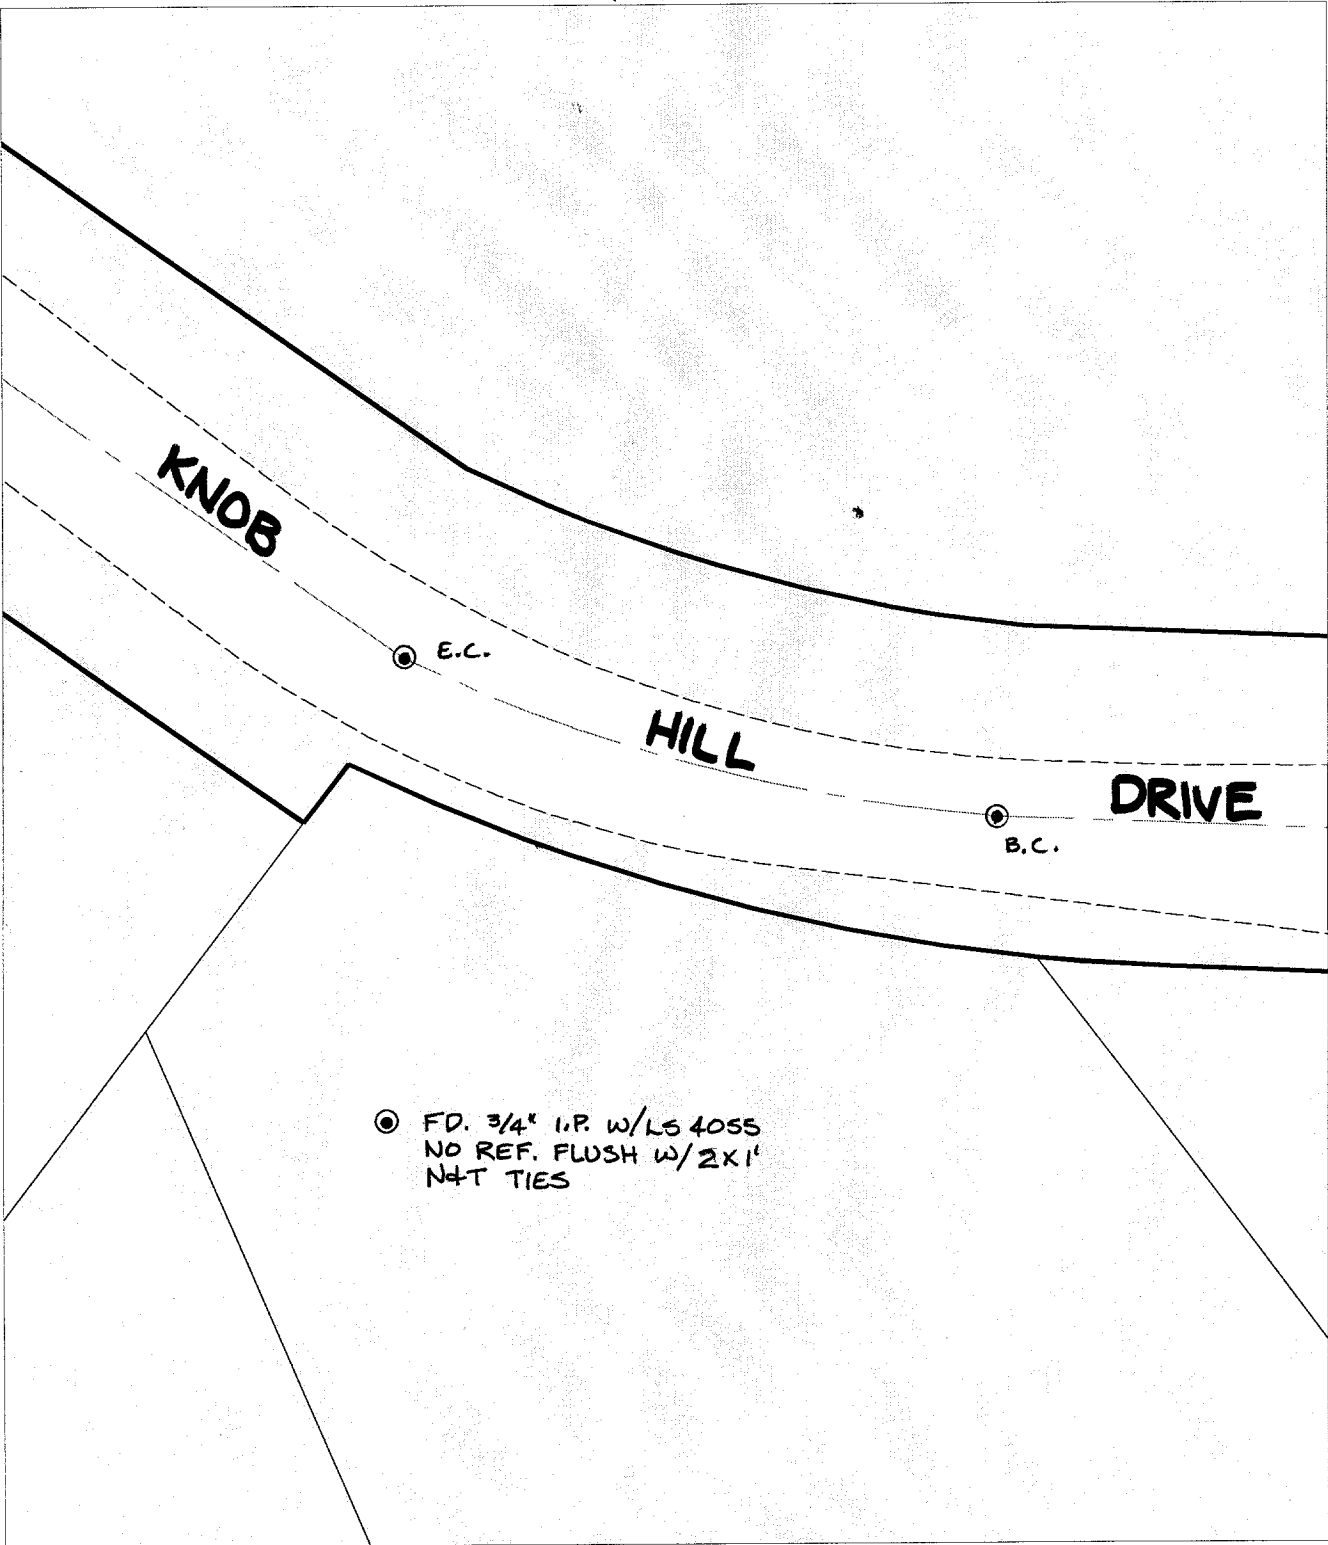 KNOB
E.C.
HILL
DRIVE
B.C.
FD. 3/4" I.P. W/LS 4055
NO REF. FLUSH W/2X1'
N&T TIES